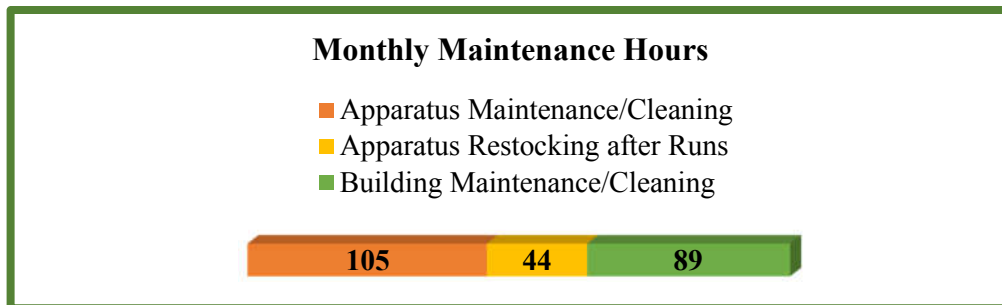 Monthly Maintenance Hours
Apparatus Maintenance/Cleaning
Apparatus Restocking after Runs
Building Maintenance/Cleaning
105 44 89